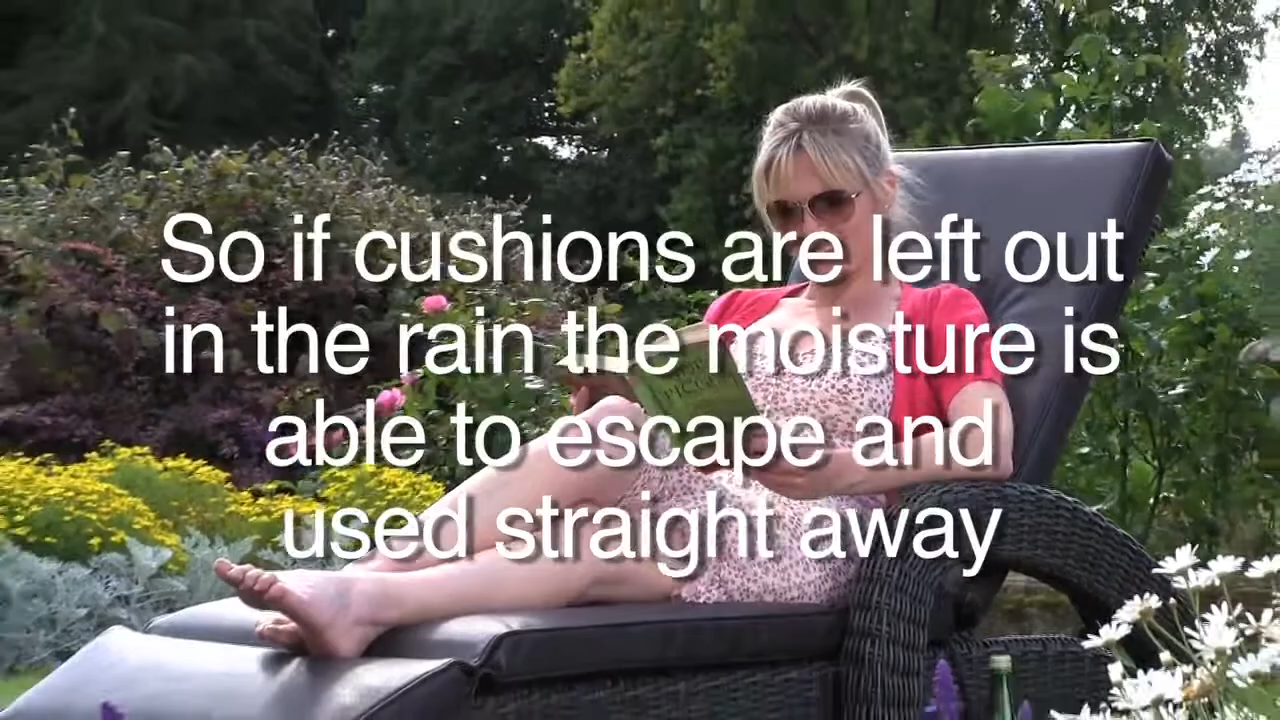 So if cushions are left out
in the rain the moisture is
able to escape and
used straight away